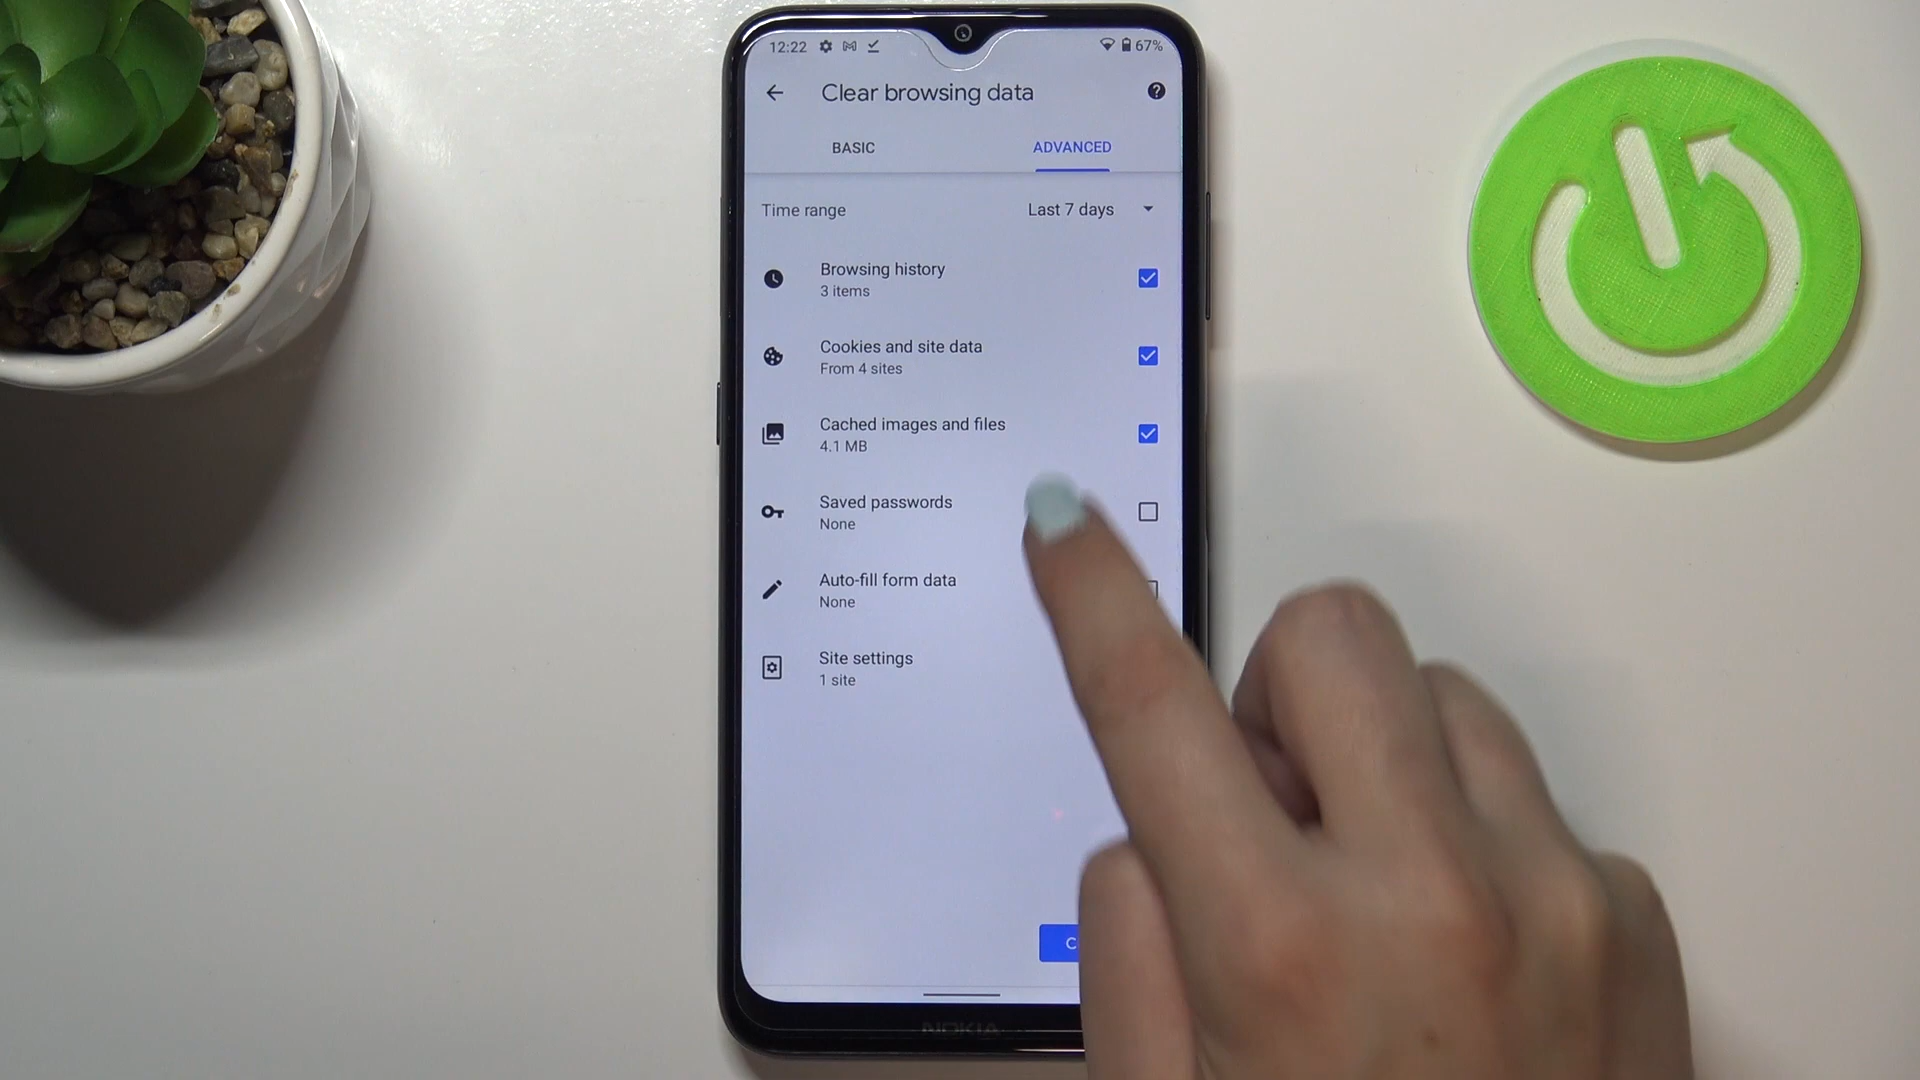 12:22
67%
Clear browsing data
BASIC
ADVANCED
Time range
Last 7 days
Browsing history
3 items
Cookies and site data
From 4 sites
Cached images and files
4.1 MB
Saved passwords
None
Auto-fill form data
None
Site settings
1 site
NOKIA